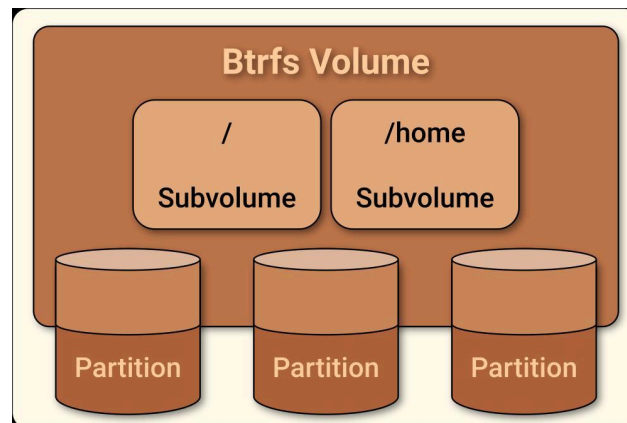 Btrfs Volume
/
Subvolume
/home
Subvolume
Partition
Partition
Partition